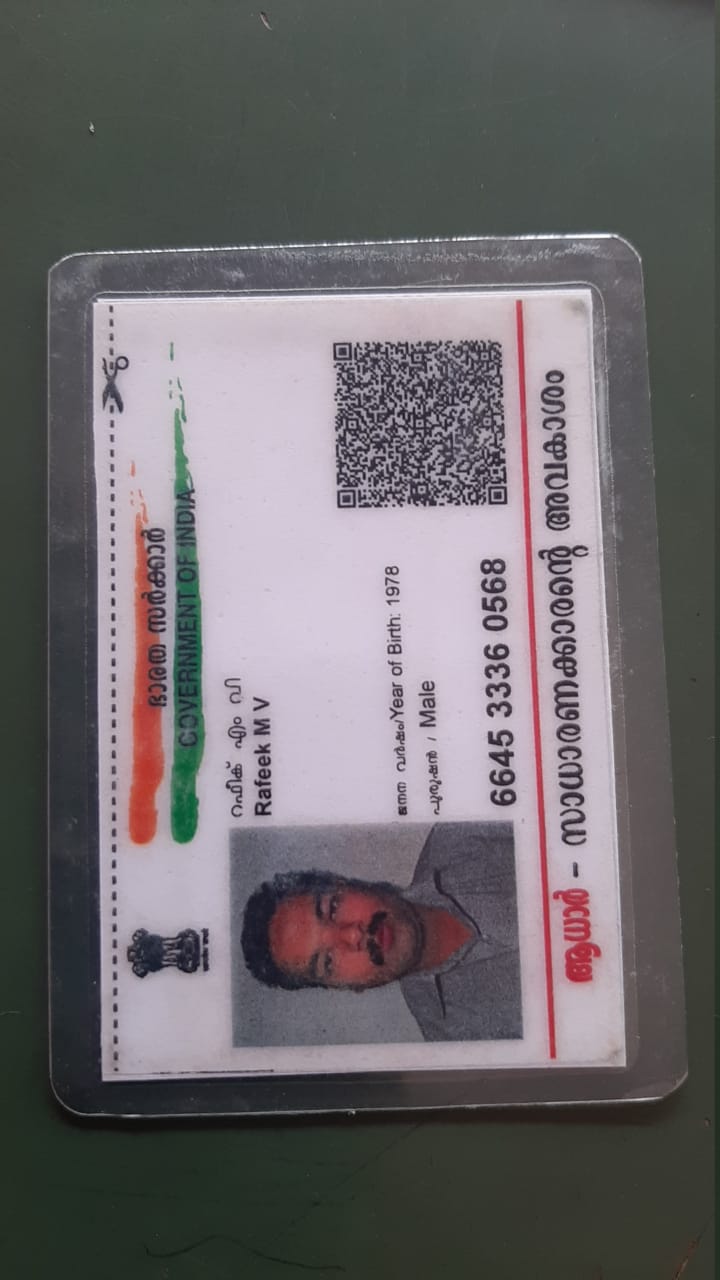 ഭാരത സർക്കാർ
GOVERNMENT OF INDIA
റഫീക് എം വി
Rafeek M V
ജനന വർഷം/Year of Birth: 1978
പുരുഷൻ / Male
6645 3336 0568
ആധാർ – സാധാരണക്കാരന്റെ അവകാശം